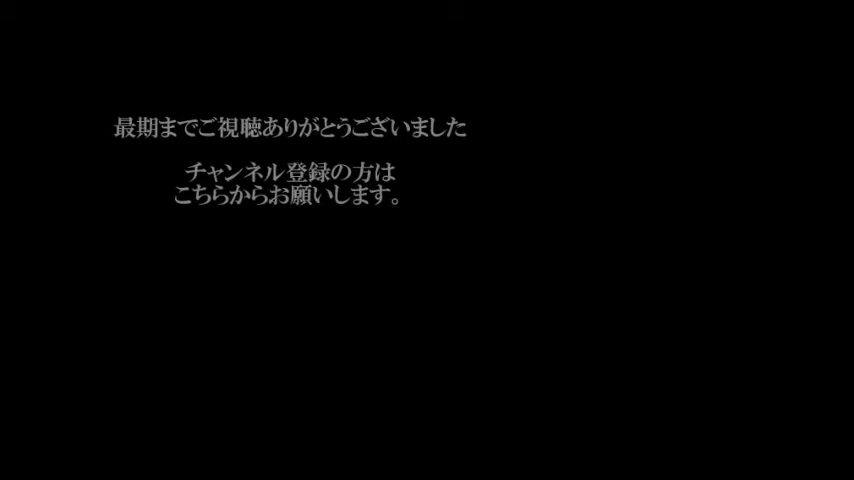 最期までご視聴ありがとうございました
チャンネル登録の方は
こちらからお願いします。